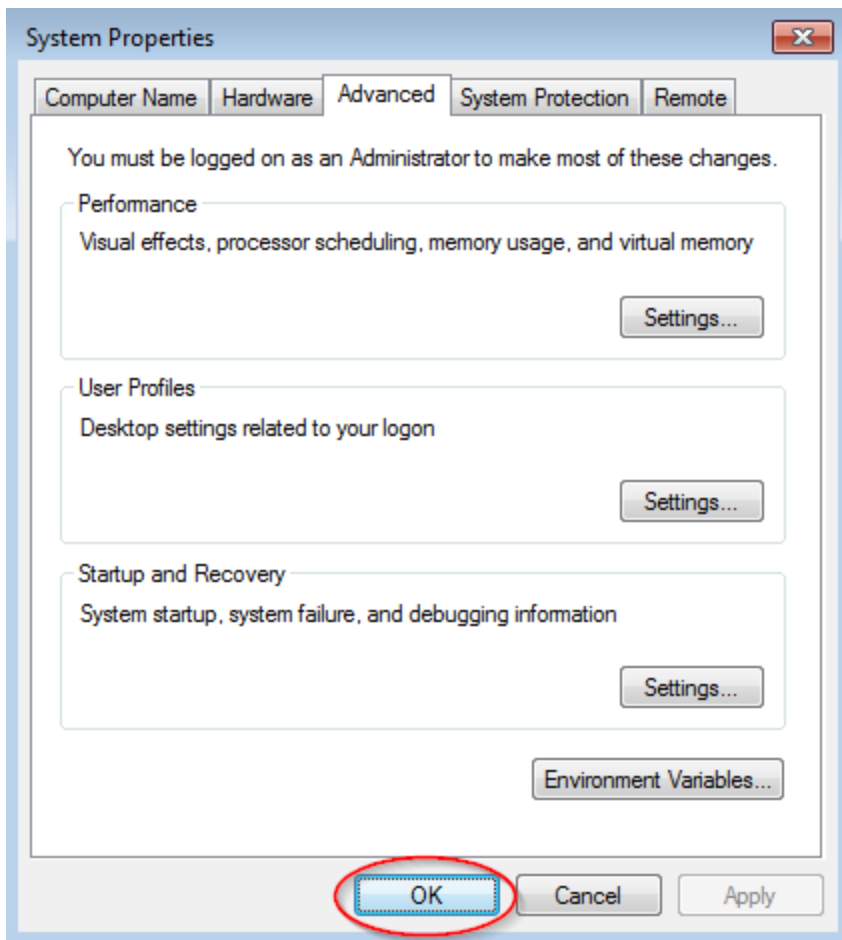 System Properties
Computer Name Hardware Advanced System Protection Remote
You must be logged on as an Administrator to make most of these changes.
Performance
Visual effects, processor scheduling, memory usage, and virtual memory
Settings...
User Profiles
Desktop settings related to your logon
Settings...
Startup and Recovery
System startup, system failure, and debugging information
Settings...
Environment Variables...
OK Cancel Apply